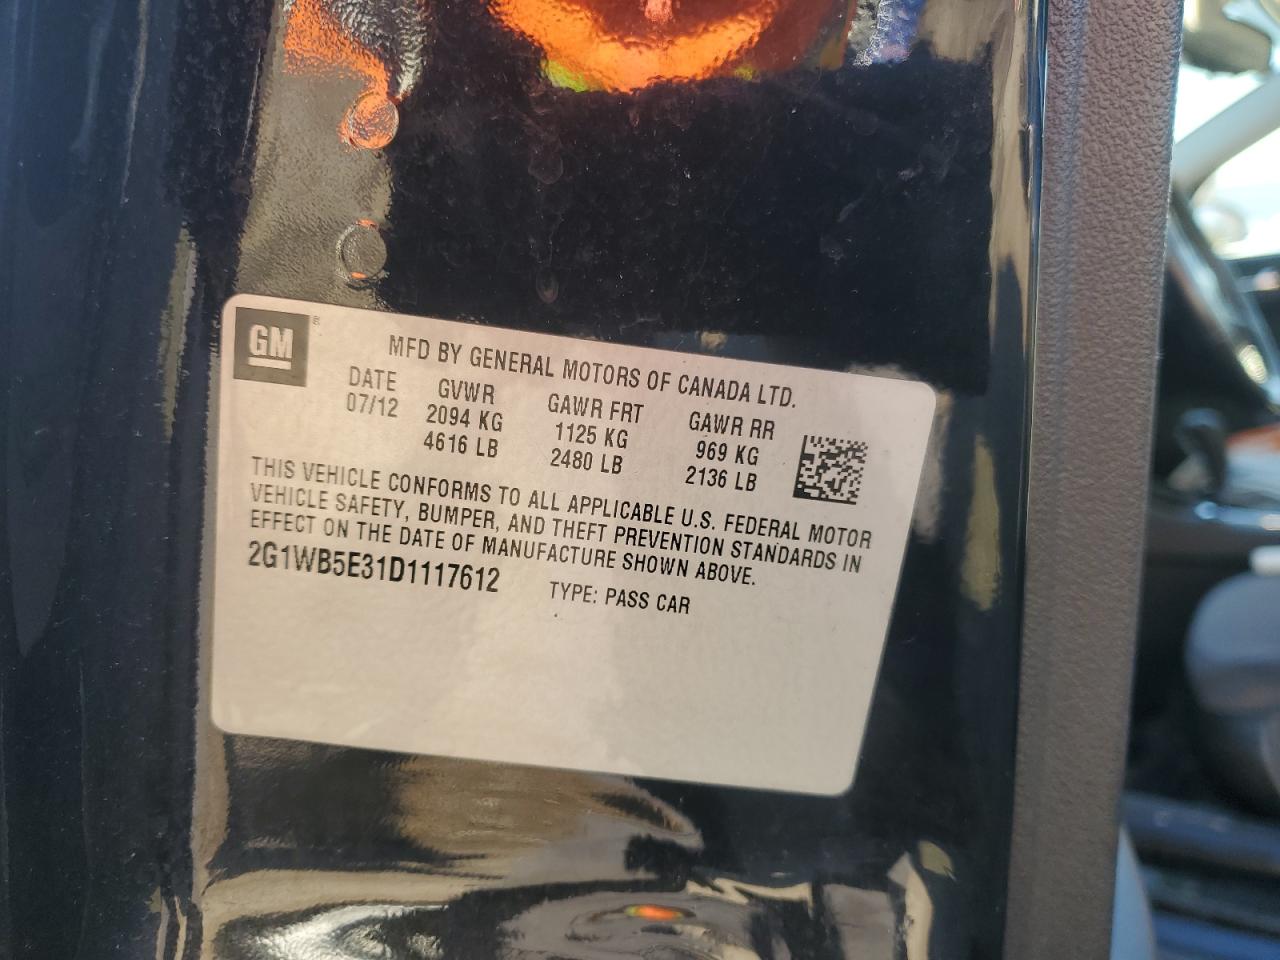 GM ®
MFD BY GENERAL MOTORS OF CANADA LTD.
DATE GVWR GAWR FRT GAWR RR
07/12 2094 KG 1125 KG 969 KG
4616 LB 2480 LB 2136 LB
THIS VEHICLE CONFORMS TO ALL APPLICABLE U.S. FEDERAL MOTOR
VEHICLE SAFETY, BUMPER, AND THEFT PREVENTION STANDARDS IN
EFFECT ON THE DATE OF MANUFACTURE SHOWN ABOVE.
2G1WB5E31D1117612 TYPE: PASS CAR